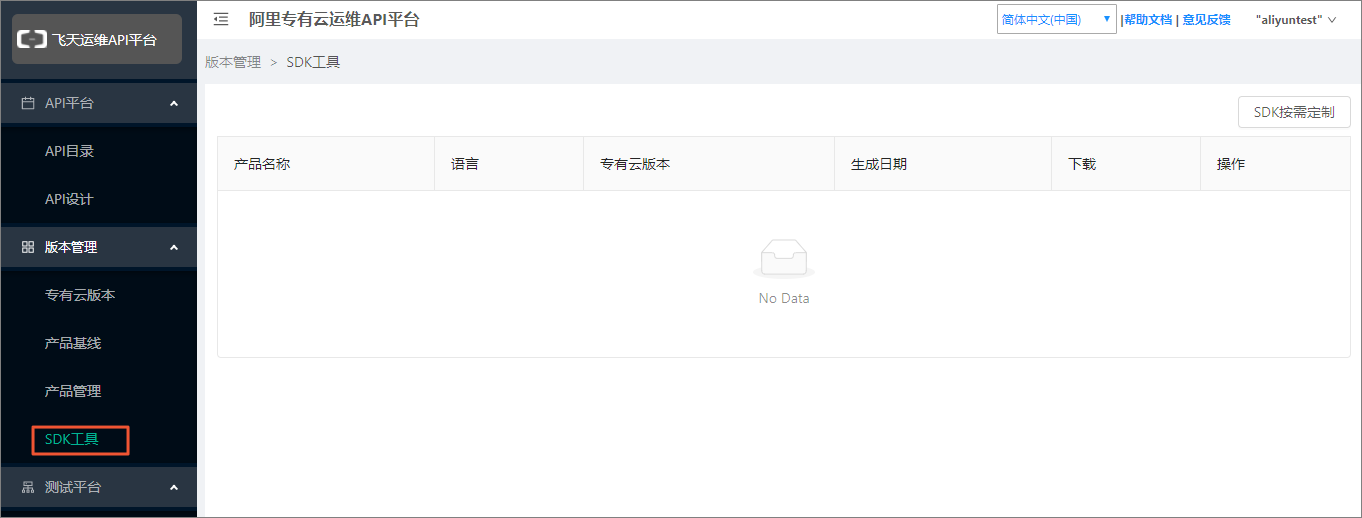 飞天运维API平台
阿里专有云运维API平台
简体中文(中国) |帮助文档 | 意见反馈 "aliyuntest"
版本管理 > SDK工具
API平台
API目录
API设计
版本管理
专有云版本
产品基线
产品管理
SDK工具
测试平台
SDK按需定制
产品名称 语言 专有云版本 生成日期 下载 操作
No Data